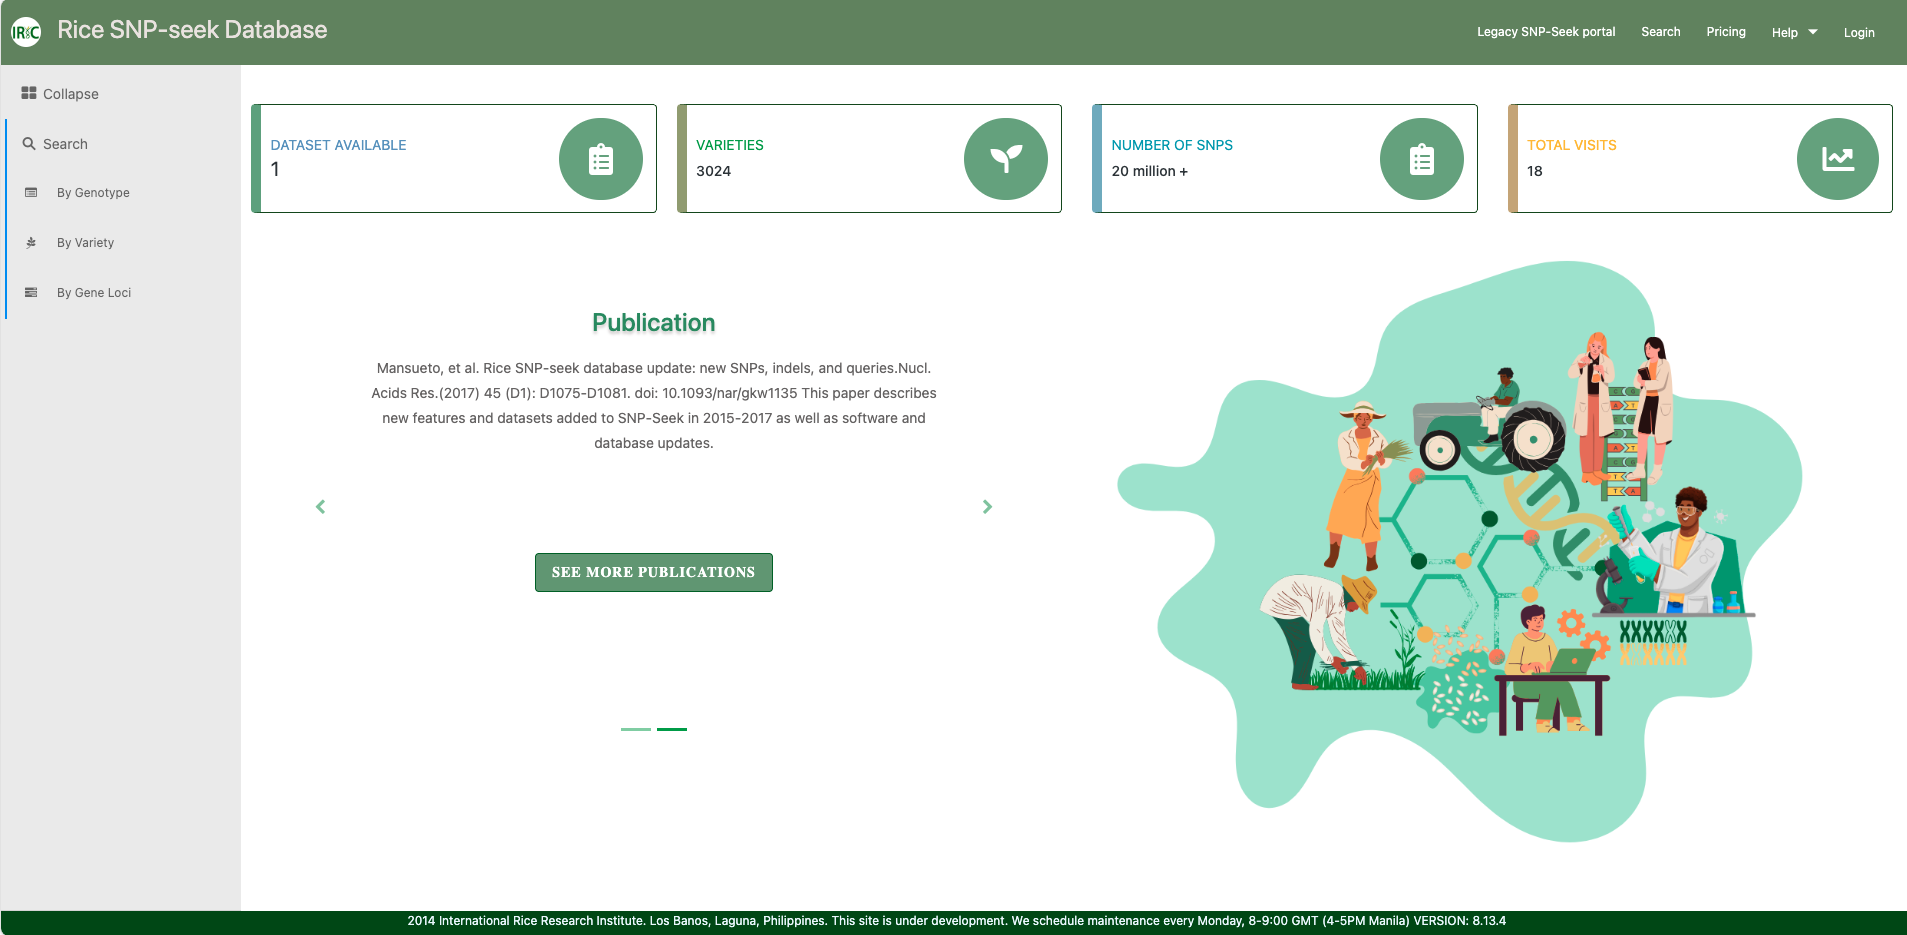 IRIC
Rice SNP-seek Database
Legacy SNP-Seek portal
Search
Pricing
Help
Login
Collapse
Search
By Genotype
By Variety
By Gene Loci
DATASET AVAILABLE
1
VARIETIES
3024
NUMBER OF SNPS
20 million +
TOTAL VISITS
18
Publication
Mansueto, et al. Rice SNP-seek database update: new SNPs, indels, and queries.Nucl.
Acids Res.(2017) 45 (D1): D1075-D1081. doi: 10.1093/nar/gkw1135 This paper describes
new features and datasets added to SNP-Seek in 2015-2017 as well as software and
database updates.
SEE MORE PUBLICATIONS
2014 International Rice Research Institute. Los Banos, Laguna, Philippines. This site is under development. We schedule maintenance every Monday, 8-9:00 GMT (4-5PM Manila) VERSION: 8.13.4